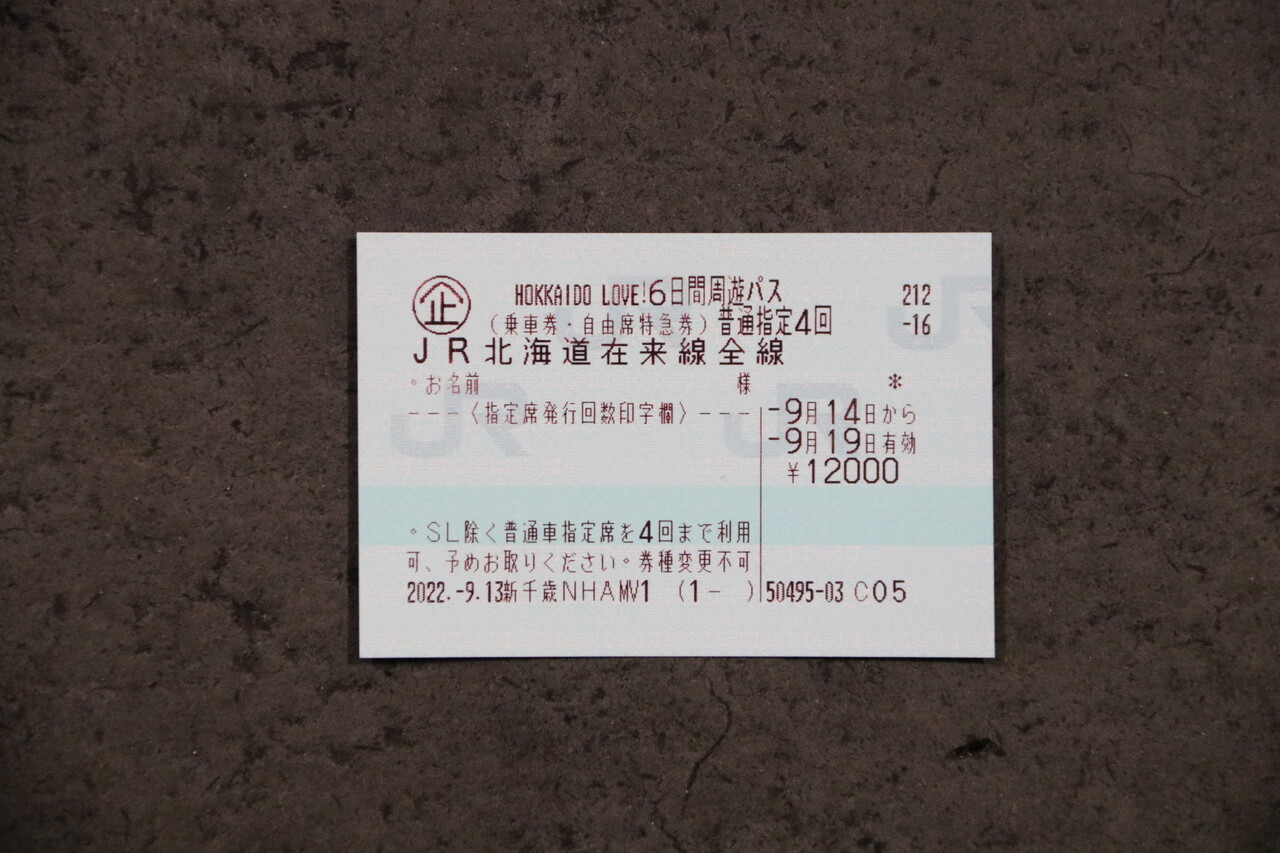 企 HOKKAIDO LOVE!6日間周遊パス 212
(乗車券・自由席特急券)普通指定4回 -16
JR北海道在来線全線
。お名前 様 *
---〈指定席発行回数印字欄〉--- -9月14日から
-9月19日有効
¥12000
。SL除く普通車指定席を4回まで利用
可、予めお取りください。券種変更不可
2022.-9.13新千歳NHAMV1 (1- ) 50495-03 C05